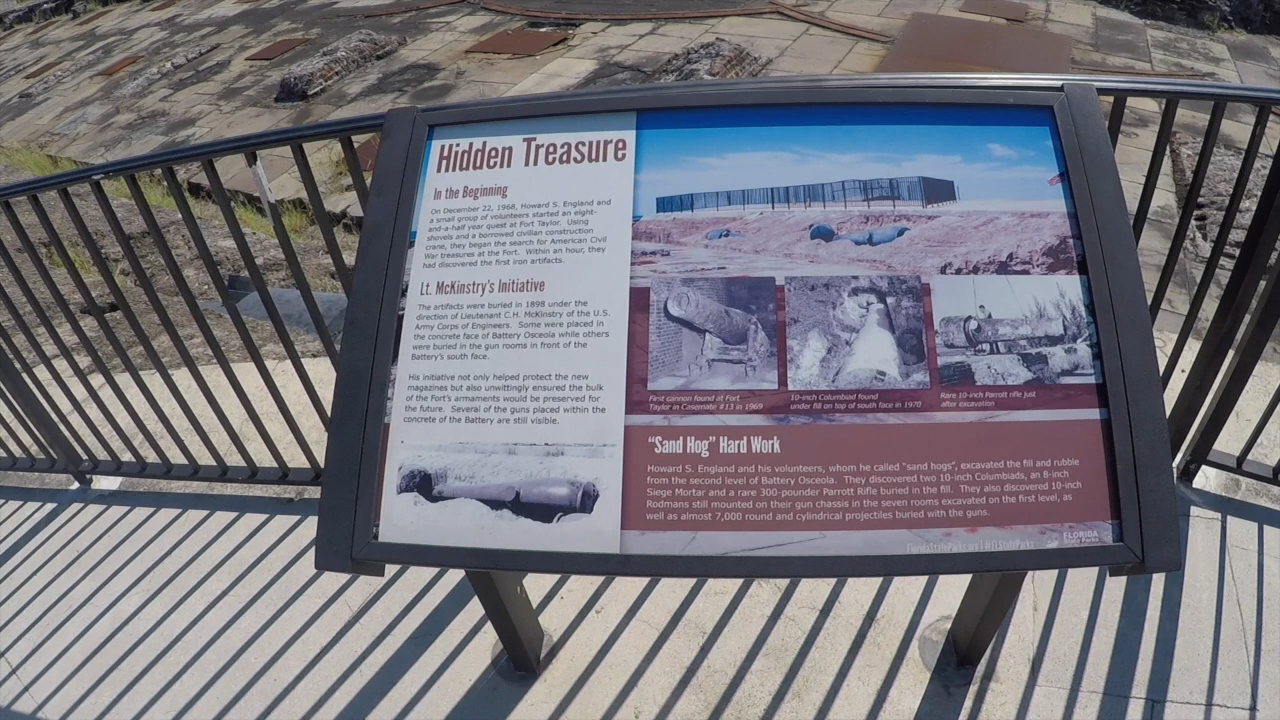 Hidden Treasure
In the Beginning
On December 22, 1968, Howard S. England and
a small group of volunteers started an eight-
and-a-half year quest at Fort Taylor. Using
shovels and a borrowed civilian construction
crane, they began the search for American Civil
War treasures at the Fort. Within an hour, they
had discovered the first iron artifacts.
Lt. McKinstry's Initiative
The artifacts were buried in 1898 under the
direction of Lieutenant C.H. McKinstry of the U.S.
Army Corps of Engineers. Some were placed in
the concrete face of Battery Osceola while others
were buried in the gun rooms in front of the
Battery's south face.
His initiative not only helped protect the new
magazines but also unwittingly ensured the bulk
of the Fort's armaments would be preserved for
the future. Several of the guns placed within the
concrete of the Battery are still visible.
First cannon found at Fort
Taylor in Casemate #13 in 1969
10-inch Columbiad found
under fill on top of south face in 1970
Rare 10-inch Parrott rifle just
after excavation
"Sand Hog" Hard Work
Howard S. England and his volunteers, whom he called "sand hogs", excavated the fill and rubble
from the second level of Battery Osceola. They discovered two 10-inch Columbiads, an 8-inch
Siege Mortar and a rare 300-pounder Parrott Rifle buried in the fill. They also discovered 10-inch
Rodmans still mounted on their gun chassis in the seven rooms excavated on the first level, as
well as almost 7,000 round and cylindrical projectiles buried with the guns.
FloridaStateParks.org | #FLStateParks
FLORIDA
State Parks